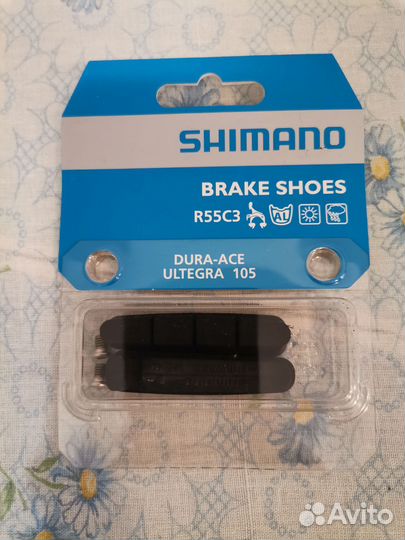 SHIMANO
BRAKE SHOES
R55C3 Al
DURA-ACE
ULTEGRA 105
Avito